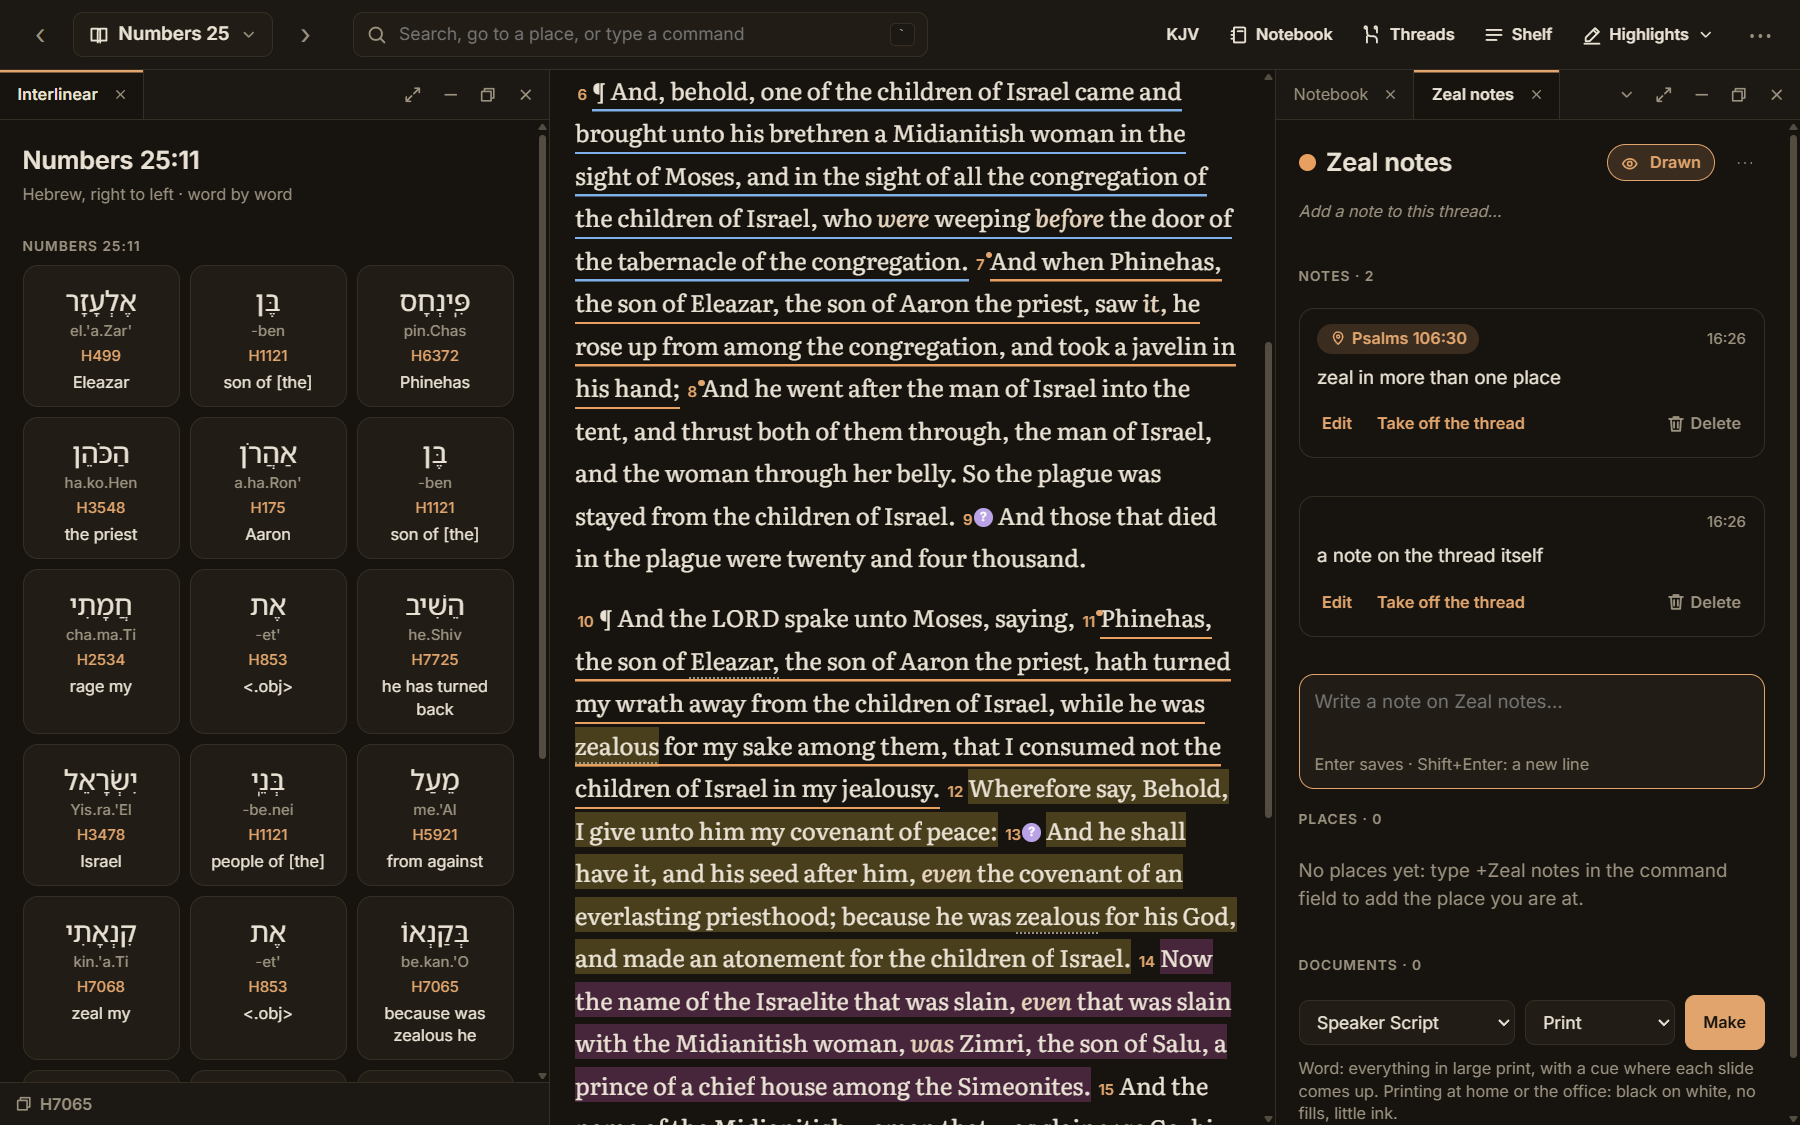 Numbers 25
Search, go to a place, or type a command
`
KJV
Notebook
Threads
Shelf
Highlights
Interlinear
Numbers 25:11
Hebrew, right to left · word by word
NUMBERS 25:11
אֶלְעָזָר
בֶּן
פִּינְחָס
el.'a.Zar'
-ben
pin.Chas
H499
H1121
H6372
Eleazar
son of [the]
Phinehas
הַכֹּהֵן
אַהֲרֹן
בֶּן
ha.ko.Hen
a.ha.Ron'
-ben
H3548
H175
H1121
the priest
Aaron
son of [the]
חֲמָתִי
אֶת
הֵשִׁיב
cha.ma.Ti
-et'
he.Shiv
H2534
H853
H7725
rage my
<.obj>
he has turned
back
יִשְׂרָאֵל
בְּנֵי
מֵעַל
Yis.ra.'El
-be.nei
me.'Al
H3478
H1121
H5921
Israel
people of [the]
from against
קִנְאָתִי
אֶת
בְּקַנְאוֹ
kin.'a.Ti
-et'
be.kan.'O
H7068
H853
H7065
zeal my
<.obj>
because was
zealous he
H7065
6 ¶ And, behold, one of the children of Israel came and
brought unto his brethren a Midianitish woman in the
sight of Moses, and in the sight of all the congregation of
the children of Israel, who were weeping before the door of
the tabernacle of the congregation. 7 And when Phinehas,
the son of Eleazar, the son of Aaron the priest, saw it, he
rose up from among the congregation, and took a javelin in
his hand; 8 And he went after the man of Israel into the
tent, and thrust both of them through, the man of Israel,
and the woman through her belly. So the plague was
stayed from the children of Israel. 9 ? And those that died
in the plague were twenty and four thousand.
10 ¶ And the LORD spake unto Moses, saying, 11 Phinehas,
the son of Eleazar, the son of Aaron the priest, hath turned
my wrath away from the children of Israel, while he was
zealous for my sake among them, that I consumed not the
children of Israel in my jealousy. 12 Wherefore say, Behold,
I give unto him my covenant of peace: 13 ? And he shall
have it, and his seed after him, even the covenant of an
everlasting priesthood; because he was zealous for his God,
and made an atonement for the children of Israel. 14 Now
the name of the Israelite that was slain, even that was slain
with the Midianitish woman, was Zimri, the son of Salu, a
prince of a chief house among the Simeonites. 15 And the
Notebook
Zeal notes
Zeal notes
Drawn
Add a note to this thread...
NOTES · 2
Psalms 106:30
16:26
zeal in more than one place
Edit
Take off the thread
Delete
16:26
a note on the thread itself
Edit
Take off the thread
Delete
Write a note on Zeal notes...
Enter saves · Shift+Enter: a new line
PLACES · 0
No places yet: type +Zeal notes in the command
field to add the place you are at.
DOCUMENTS · 0
Speaker Script
Print
Make
Word: everything in large print, with a cue where each slide
comes up. Printing at home or the office: black on white, no
fills, little ink.